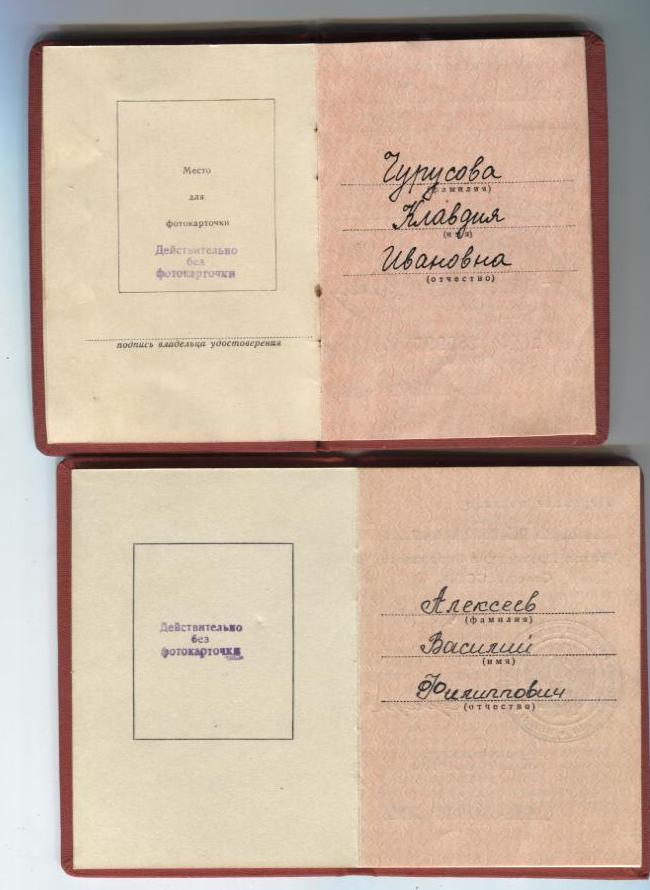 Место
для
фотокарточки
Действительно
без
фотокарточки
подпись владельца удостоверения
Чурусова
(фамилия)
Клавдия
(имя)
Ивановна
(отчество)
Действительно
без
фотокарточки
Алексеев
(фамилия)
Василий
(имя)
Филиппович
(отчество)